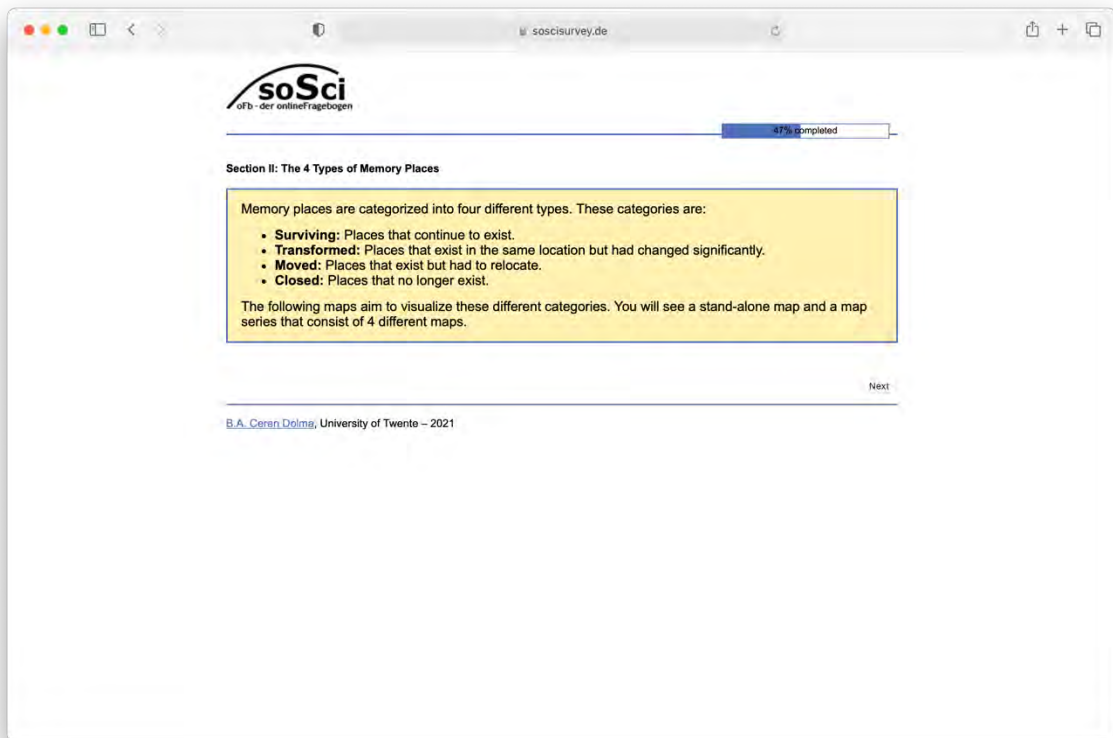 soscisurvey.de
soSci
oFb - der onlineFragebogen
47% completed
Section II: The 4 Types of Memory Places
Memory places are categorized into four different types. These categories are:
• Surviving: Places that continue to exist.
• Transformed: Places that exist in the same location but had changed significantly.
• Moved: Places that exist but had to relocate.
• Closed: Places that no longer exist.
The following maps aim to visualize these different categories. You will see a stand-alone map and a map
series that consist of 4 different maps.
Next
B.A. Ceren Dolma, University of Twente – 2021